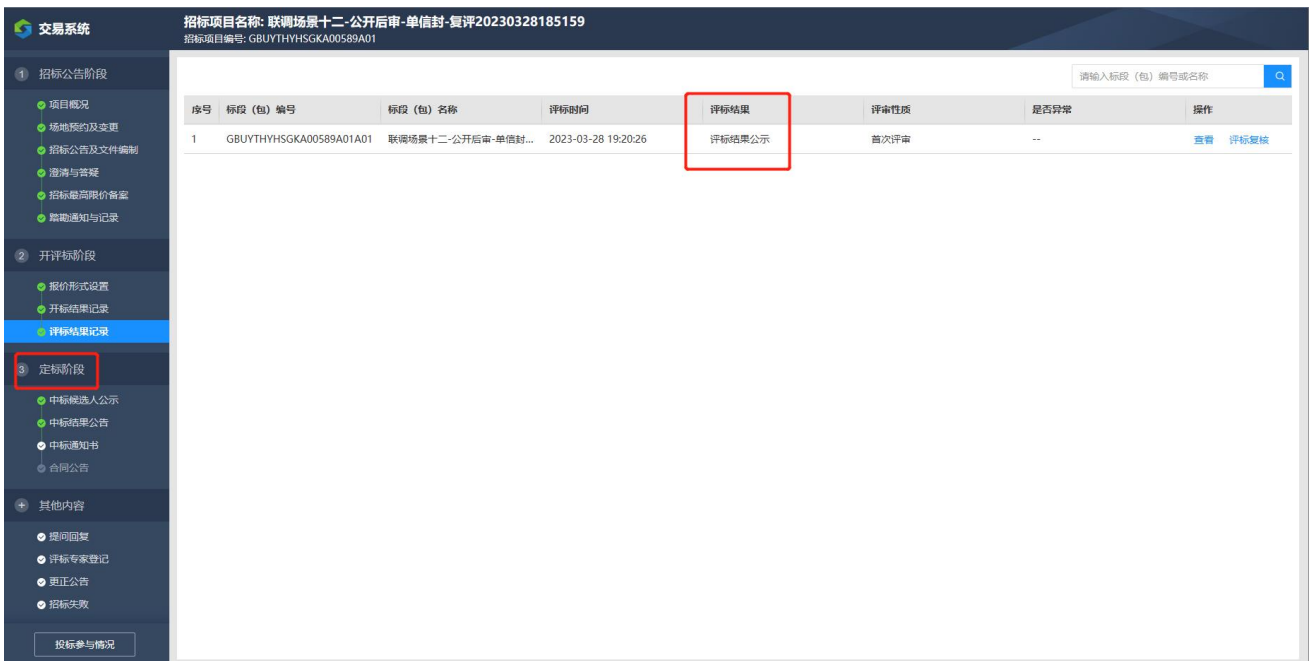 交易系统
招标项目名称: 联调场景十二-公开后审-单信封-复评20230328185159
招标项目编号: GBUYTHYHSGKA00589A01
1 招标公告阶段
项目概况
场地预约及变更
招标公告及文件编制
澄清与答疑
招标最高限价备案
踏勘通知与记录
2 开评标阶段
报价形式设置
开标结果记录
评标结果记录
3 定标阶段
中标候选人公示
中标结果公告
中标通知书
合同公告
其他内容
提问回复
评标专家登记
更正公告
招标失败
投标参与情况
请输入标段（包）编号或名称
序号 标段（包）编号 标段（包）名称 评标时间 评标结果 评审性质 是否异常 操作
1 GBUYTHYHSGKA00589A01A01 联调场景十二-公开后审-单信封... 2023-03-28 19:20:26 评标结果公示 首次评审 -- 查看 评标复核